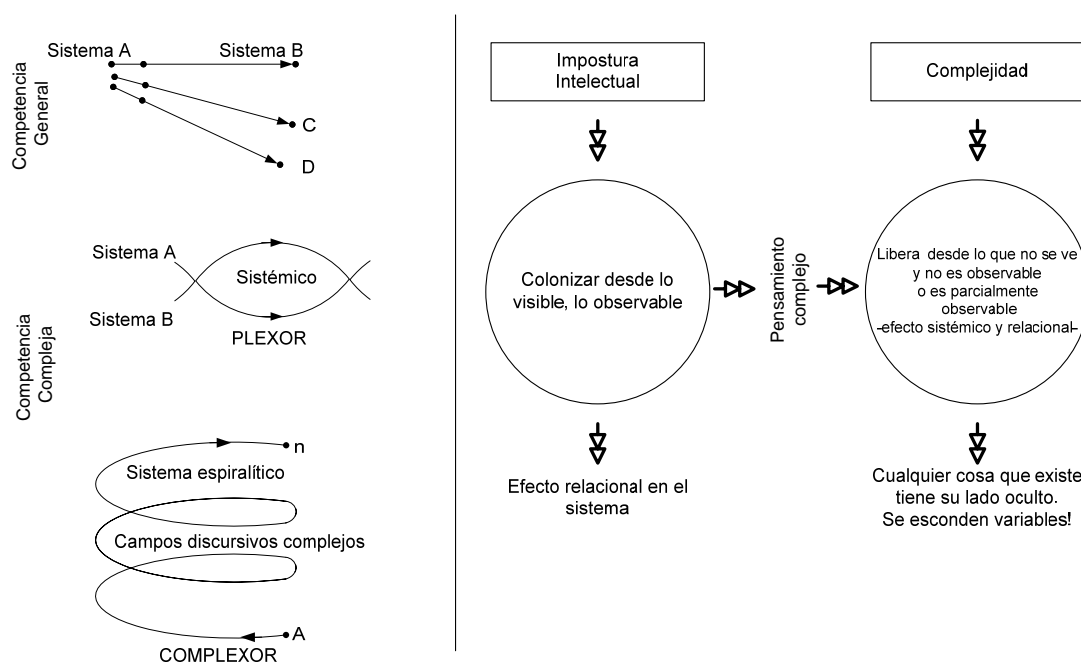 Competencia
General
Sistema A
Sistema B
C
D
Competencia
Compleja
Sistema A
Sistémico
Sistema B
PLEXOR
n
Sistema espiralítico
Campos discursivos complejos
A
COMPLEXOR
Impostura
Intelectual
Colonizar desde lo
visible, lo observable
Efecto relacional en el
sistema
Pensamiento
complejo
Complejidad
Libera desde lo que no se ve
y no es observable
o es parcialmente
observable
-efecto sistémico y relacional-
Cualquier cosa que existe
tiene su lado oculto.
Se esconden variables!